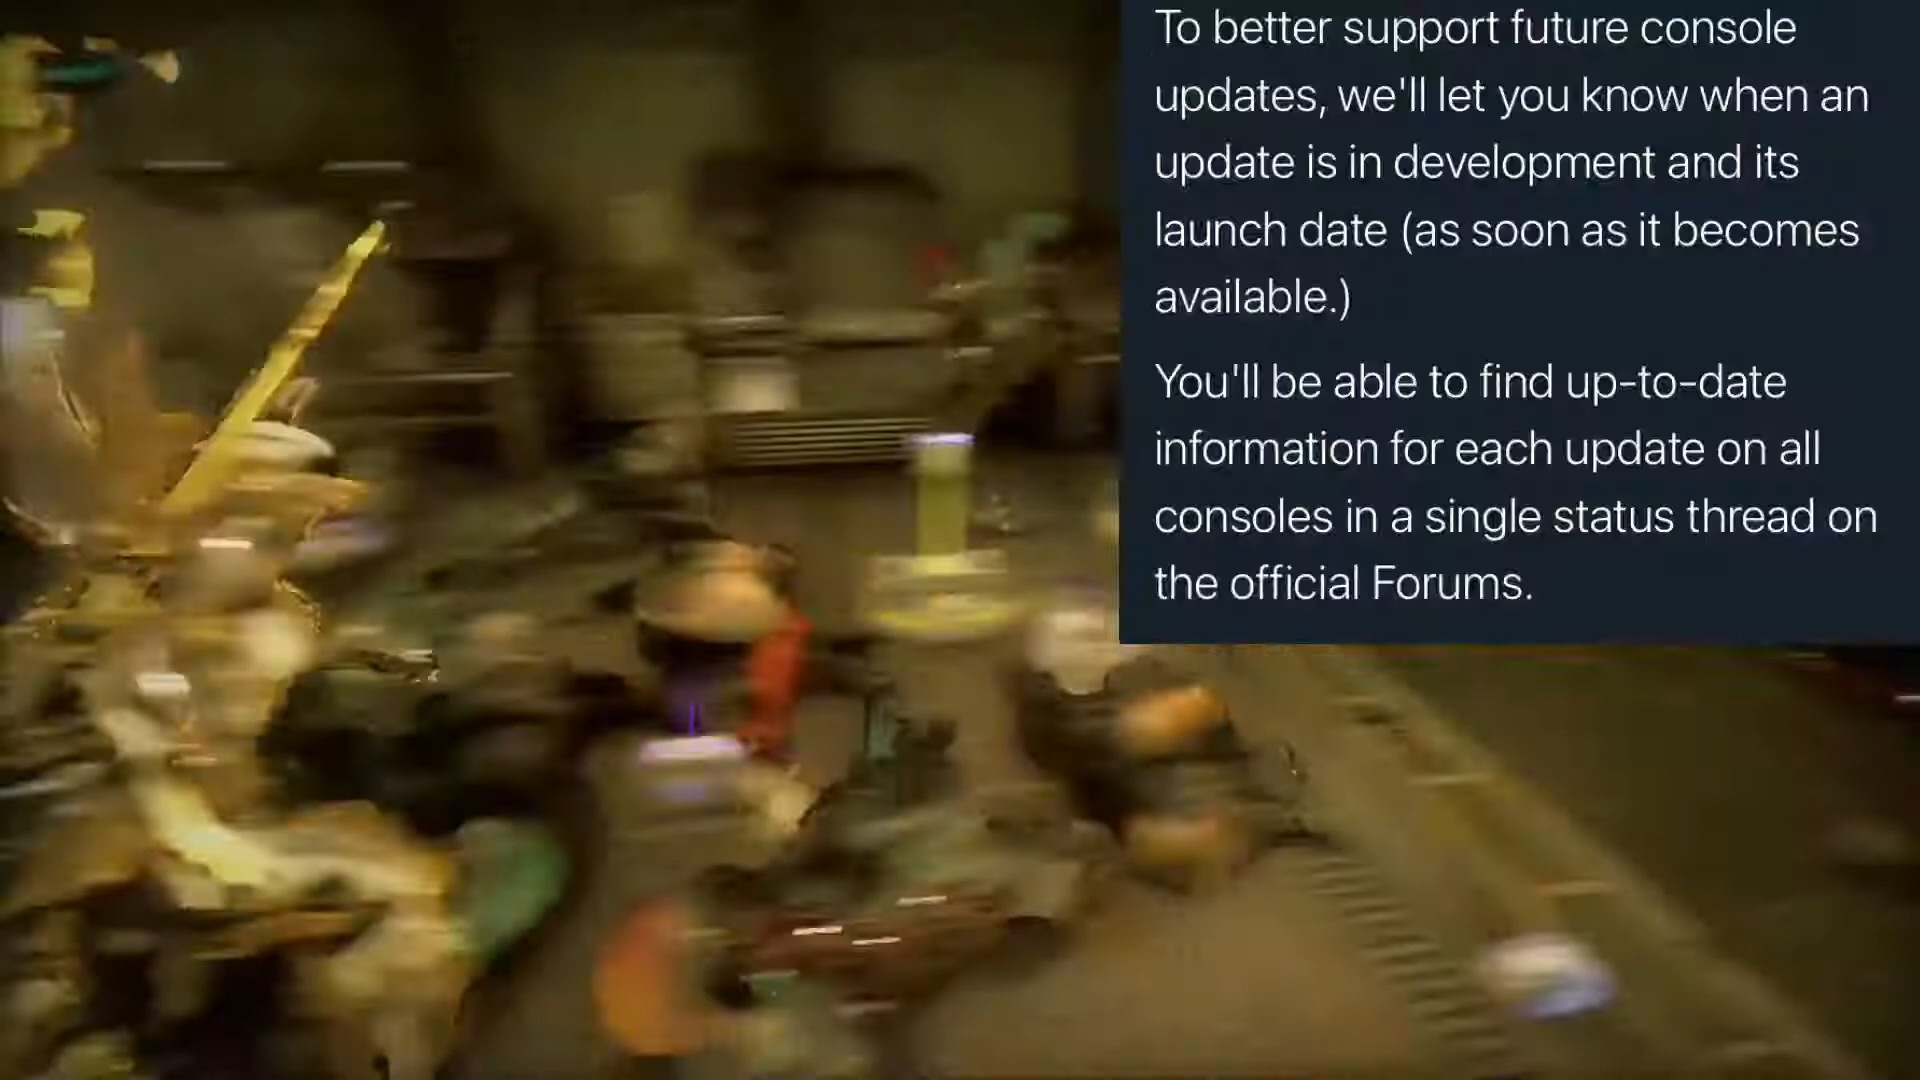 To better support future console
updates, we'll let you know when an
update is in development and its
launch date (as soon as it becomes
available.)
You'll be able to find up-to-date
information for each update on all
consoles in a single status thread on
the official Forums.